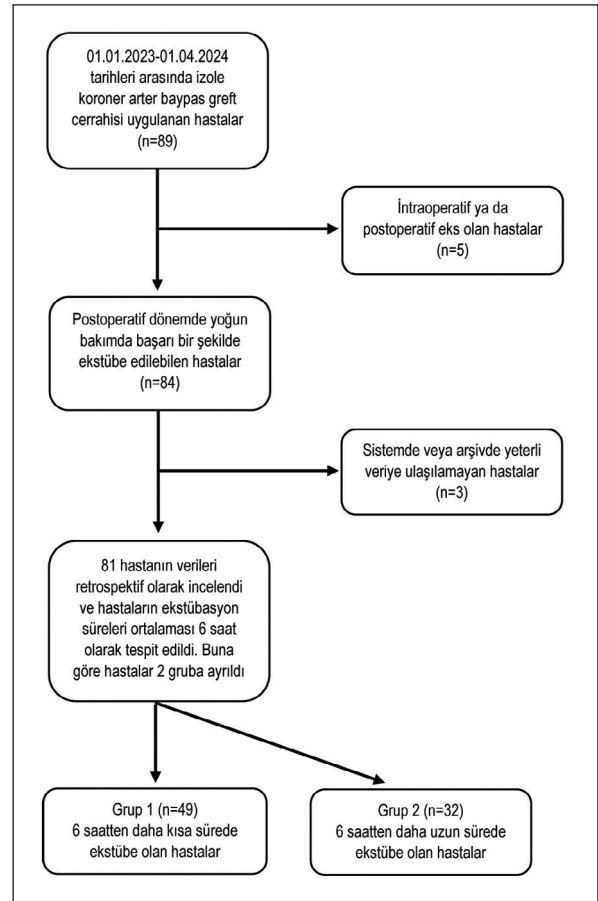 01.01.2023-01.04.2024
tarihleri arasında izole
koroner arter baypas greft
cerrahisi uygulanan hastalar
(n=89)
İntraoperatif ya da
postoperatif eks olan hastalar
(n=5)
Postoperatif dönemde yoğun
bakımda başarı bir şekilde
ekstübe edilebilen hastalar
(n=84)
Sistemde veya arşivde yeterli
veriye ulaşılamayan hastalar
(n=3)
81 hastanın verileri
retrospektif olarak incelendi
ve hastaların ekstübasyon
süreleri ortalaması 6 saat
olarak tespit edildi. Buna
göre hastalar 2 gruba ayrıldı
Grup 1 (n=49)
6 saatten daha kısa sürede
ekstübe olan hastalar
Grup 2 (n=32)
6 saatten daha uzun sürede
ekstübe olan hastalar